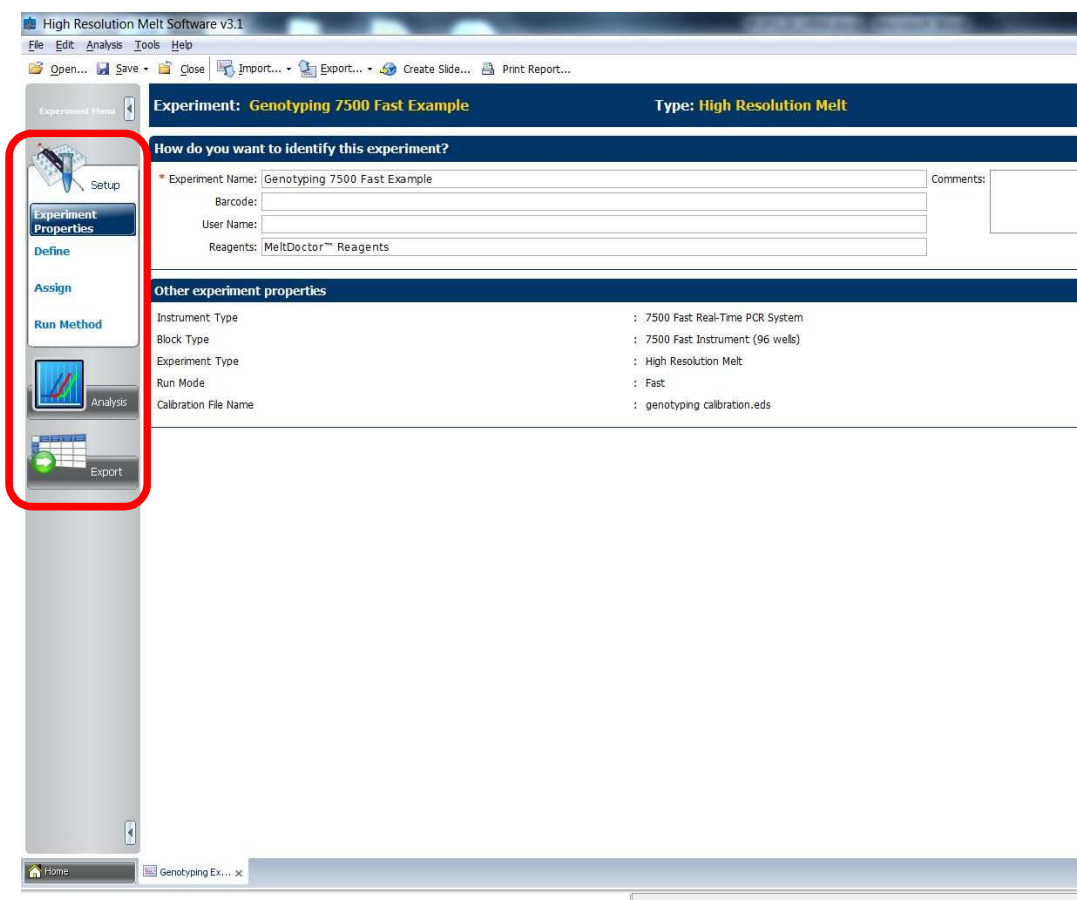 High Resolution Melt Software v3.1
File Edit Analysis Tools Help
Open... Save Close Import... Export... Create Slide... Print Report...
Experiment Menu
Experiment: Genotyping 7500 Fast Example Type: High Resolution Melt
How do you want to identify this experiment?
Setup
* Experiment Name: Genotyping 7500 Fast Example Comments:
Barcode:
Experiment Properties
User Name:
Define
Reagents: MeltDoctor™ Reagents
Assign
Other experiment properties
Run Method
Instrument Type : 7500 Fast Real-Time PCR System
Block Type : 7500 Fast Instrument (96 wells)
Experiment Type : High Resolution Melt
Run Mode : Fast
Analysis
Calibration File Name : genotyping calibration.eds
Export
Home Genotyping Ex... x